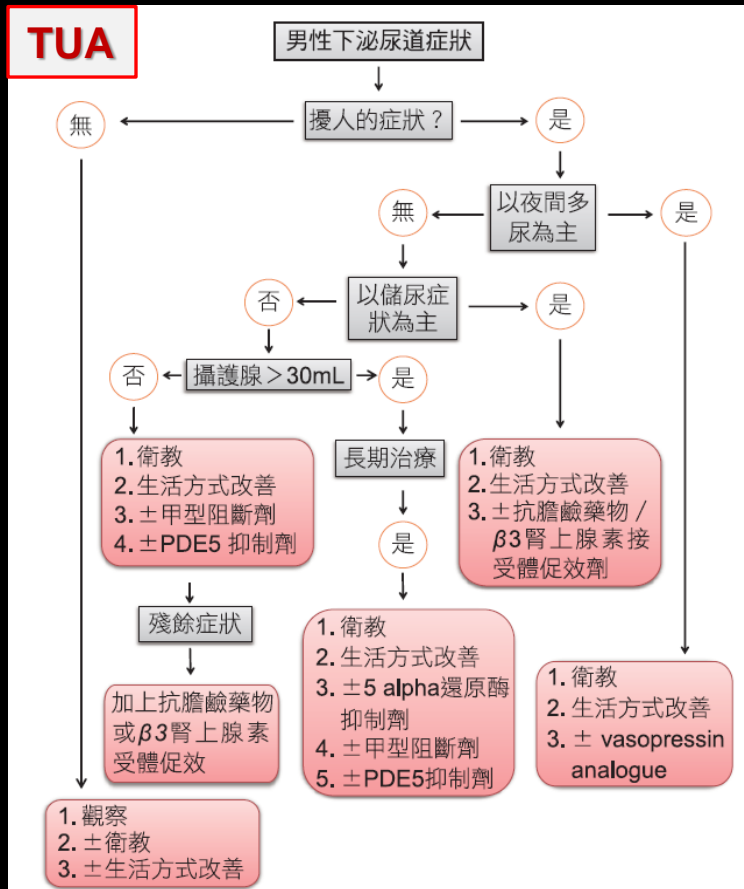 TUA
男性下泌尿道症狀
無
擾人的症狀？
是
無
以夜間多
尿為主
是
否
以儲尿症
狀為主
是
否
攝護腺＞30mL
是
1. 衛教
2. 生活方式改善
3. ±甲型阻斷劑
4. ±PDE5 抑制劑
長期治療
1. 衛教
2. 生活方式改善
3. ±抗膽鹼藥物 /
β3腎上腺素接
受體促效劑
是
殘餘症狀
加上抗膽鹼藥物
或β3腎上腺素
受體促效
1. 衛教
2. 生活方式改善
3. ±5 alpha還原酶
抑制劑
4. ±甲型阻斷劑
5. ±PDE5抑制劑
1. 衛教
2. 生活方式改善
3. ± vasopressin
analogue
1. 觀察
2. ±衛教
3. ±生活方式改善